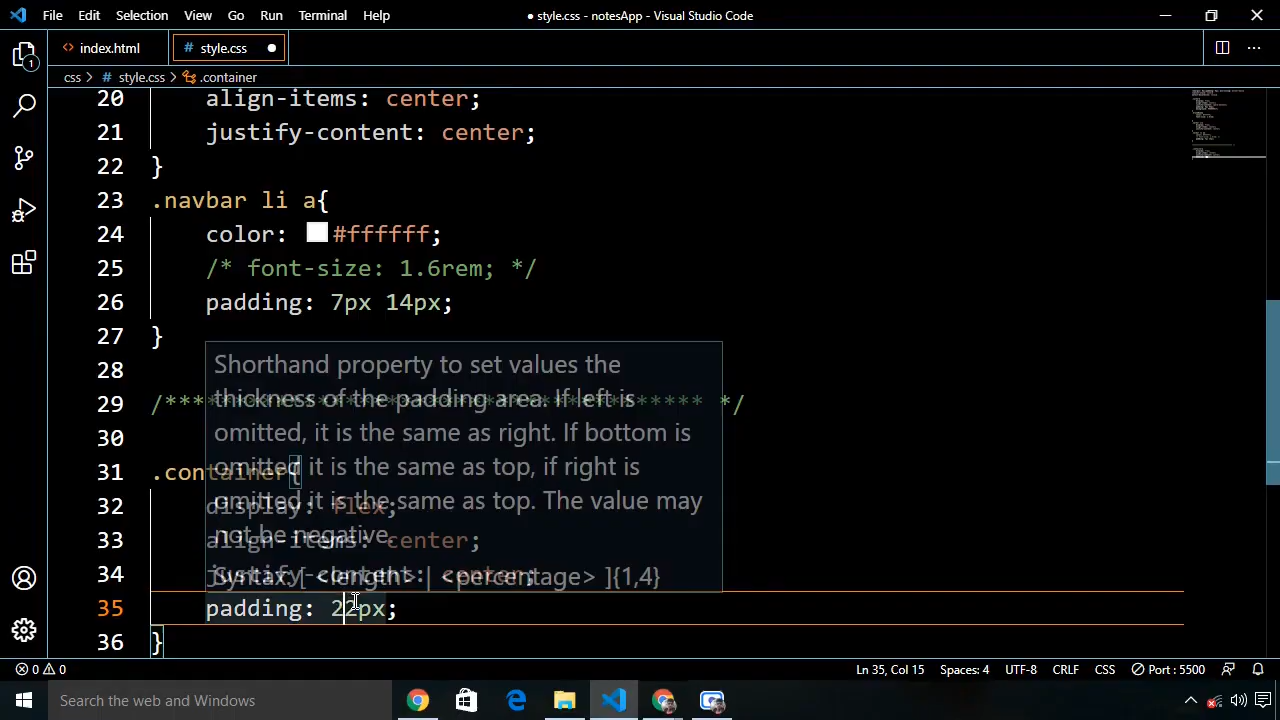 File Edit Selection View Go Run Terminal Help ● style.css - notesApp - Visual Studio Code
<> index.html # style.css ●
css > # style.css > .container
20 align-items: center;
21 justify-content: center;
22 }
23 .navbar li a{
24 color: #ffffff;
25 /* font-size: 1.6rem; */
26 padding: 7px 14px;
27 }
28
Shorthand property to set values the
29
thickness of the padding area. If left is
30
omitted, it is the same as right. If bottom is
31 .container{
omitted it is the same as top, if right is
32 display: flex;
omitted it is the same as top. The value may
33 align-items: center;
not be negative.
34 justify-content: center;
Syntax: [ <length> | <percentage> ]{1,4}
35 padding: 22px;
36 }
0 0 Ln 35, Col 15 Spaces: 4 UTF-8 CRLF CSS Port : 5500
Search the web and Windows